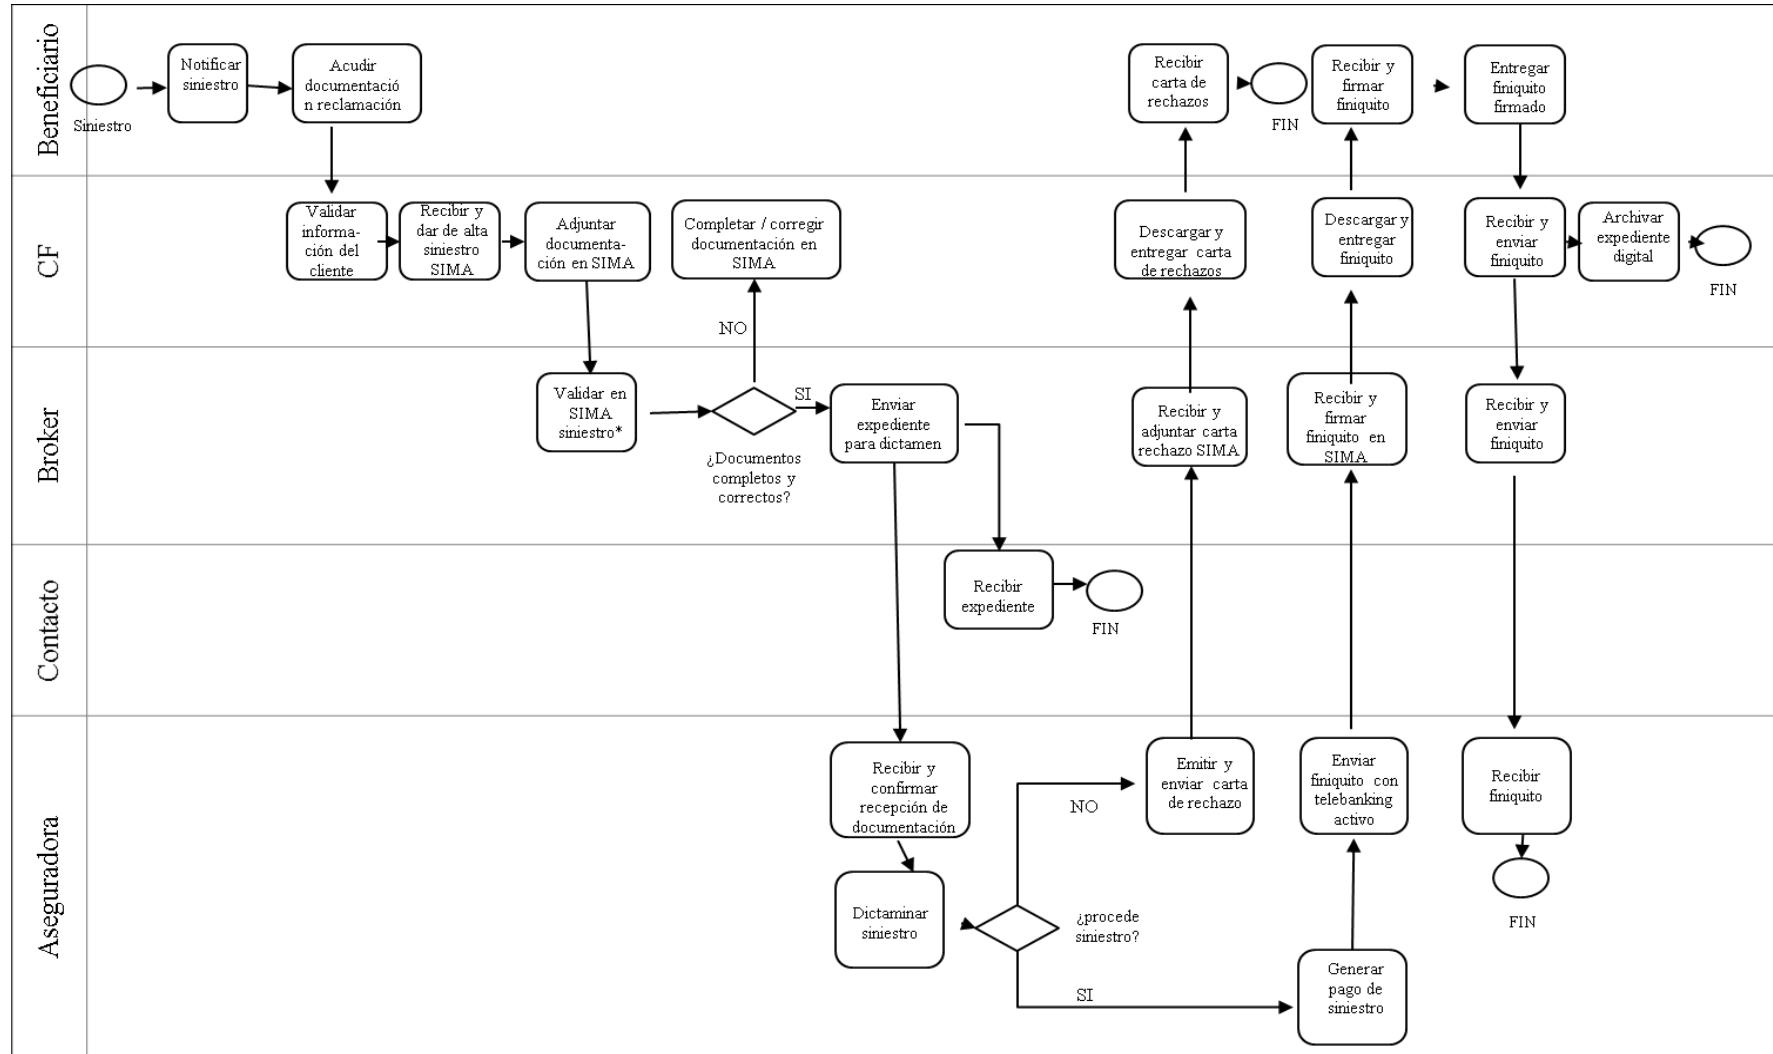 Beneficiario
Siniestro
Notificar
siniestro
Acudir
documentació
n reclamación
Recibir
carta de
rechazos
FIN
Recibir y
firmar
finiquito
Entregar
finiquito
firmado
CF
Validar
informa-
ción del
cliente
Recibir y
dar de alta
siniestro
SIMA
Adjuntar
documenta-
ción en SIMA
Completar / corregir
documentación en
SIMA
NO
Descargar y
entregar carta
de rechazos
Descargar y
entregar
finiquito
Recibir y
enviar
finiquito
Archivar
expediente
digital
FIN
Broker
Validar en
SIMA
siniestro*
¿Documentos
completos y
correctos?
SI
Enviar
expediente
para dictamen
Recibir y
adjuntar carta
rechazo SIMA
Recibir y
firmar
finiquito en
SIMA
Recibir y
enviar
finiquito
Contacto
Recibir
expediente
FIN
Aseguradora
Recibir y
confirmar
recepción de
documentación
Dictaminar
siniestro
¿procede
siniestro?
NO
Emitir y
enviar carta
de rechazo
SI
Generar
pago de
siniestro
Enviar
finiquito con
telebanking
activo
Recibir
finiquito
FIN